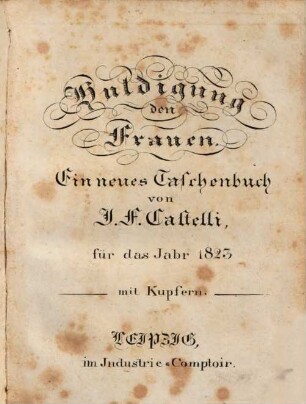 Huldigung
den
Frauen.
Ein neues Taschenbuch
von
I. F. Castelli,
für das Jahr 1823
mit Kupfern.
LEIPZIG,
im Industrie-Comptoir.